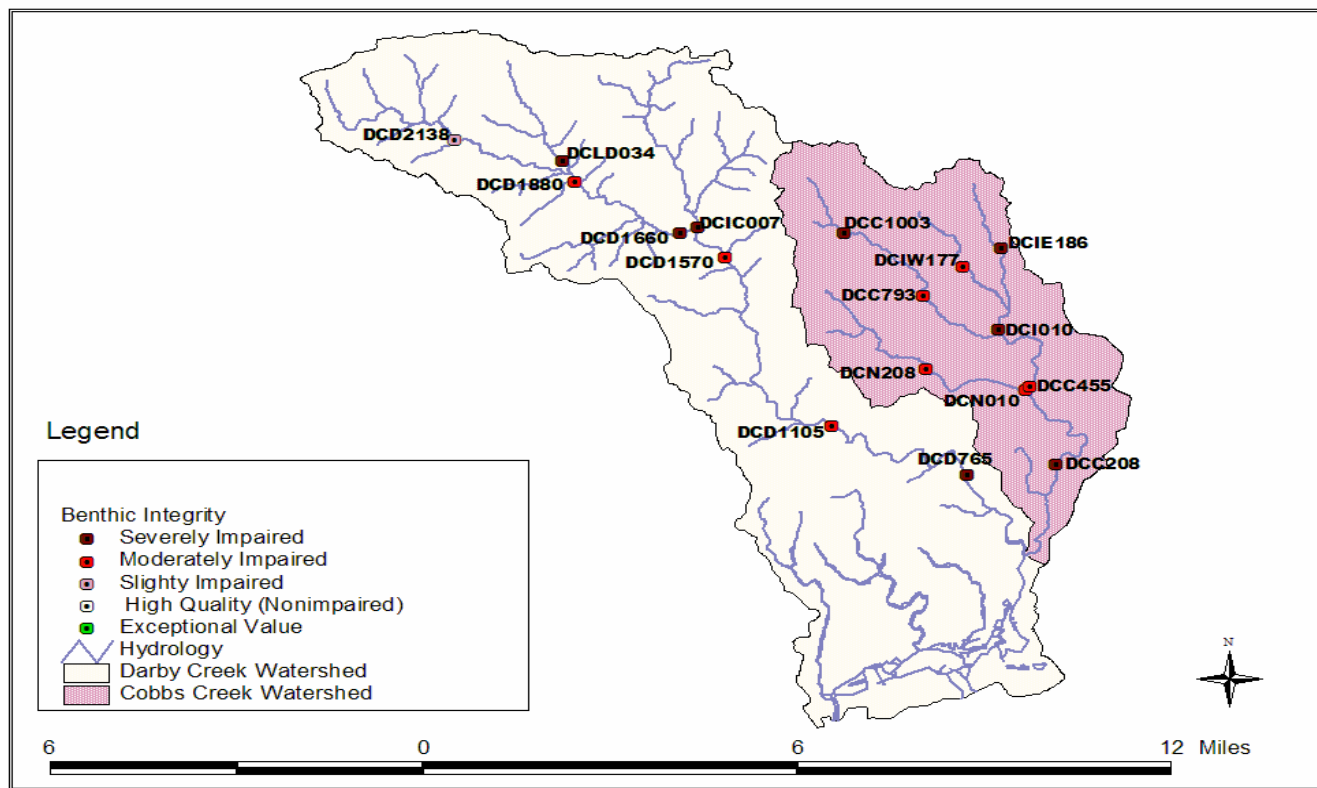 DCD2138
DCLD034
DCD1880
DCIC007
DCD1660
DCD1570
DCC1003
DCIE186
DCIW177
DCC793
DCI010
DCN208
DCC455
DCN010
DCD1105
DCD765
DCC208
Legend
Benthic Integrity
Severely Impaired
Moderately Impaired
Slighty Impaired
High Quality (Nonimpaired)
Exceptional Value
Hydrology
Darby Creek Watershed
Cobbs Creek Watershed
N
6 0 6 12 Miles